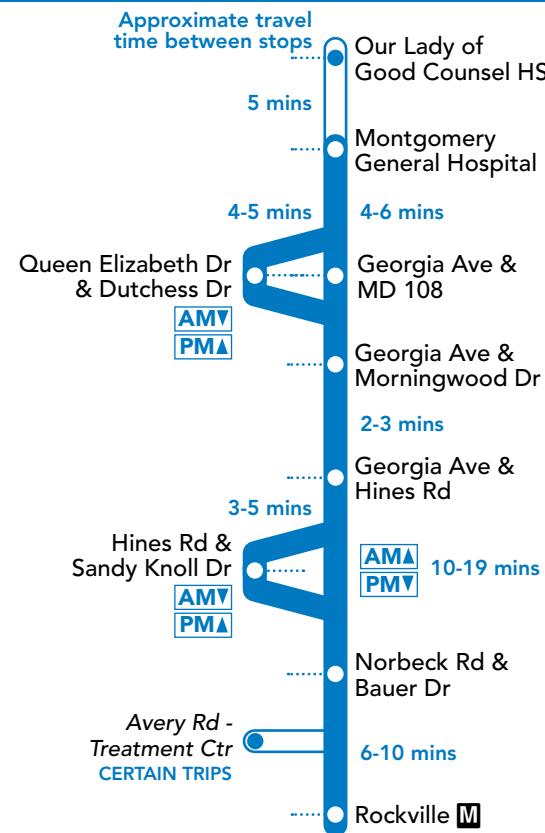 Approximate travel
time between stops
Our Lady of
Good Counsel HS
5 mins
Montgomery
General Hospital
4-5 mins
4-6 mins
Queen Elizabeth Dr
& Dutchess Dr
AM▼
PM▲
Georgia Ave &
MD 108
Georgia Ave &
Morningwood Dr
2-3 mins
Georgia Ave &
Hines Rd
3-5 mins
Hines Rd &
Sandy Knoll Dr
AM▼
PM▲
AM▲
PM▼
10-19 mins
Norbeck Rd &
Bauer Dr
Avery Rd -
Treatment Ctr
CERTAIN TRIPS
6-10 mins
Rockville M